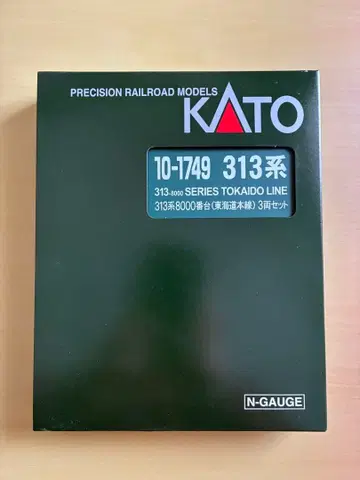 PRECISION RAILROAD MODELS
KATO
10-1749 313系
313-8000 SERIES TOKAIDO LINE
313系8000番台(東海道本線) 3両セット
N-GAUGE